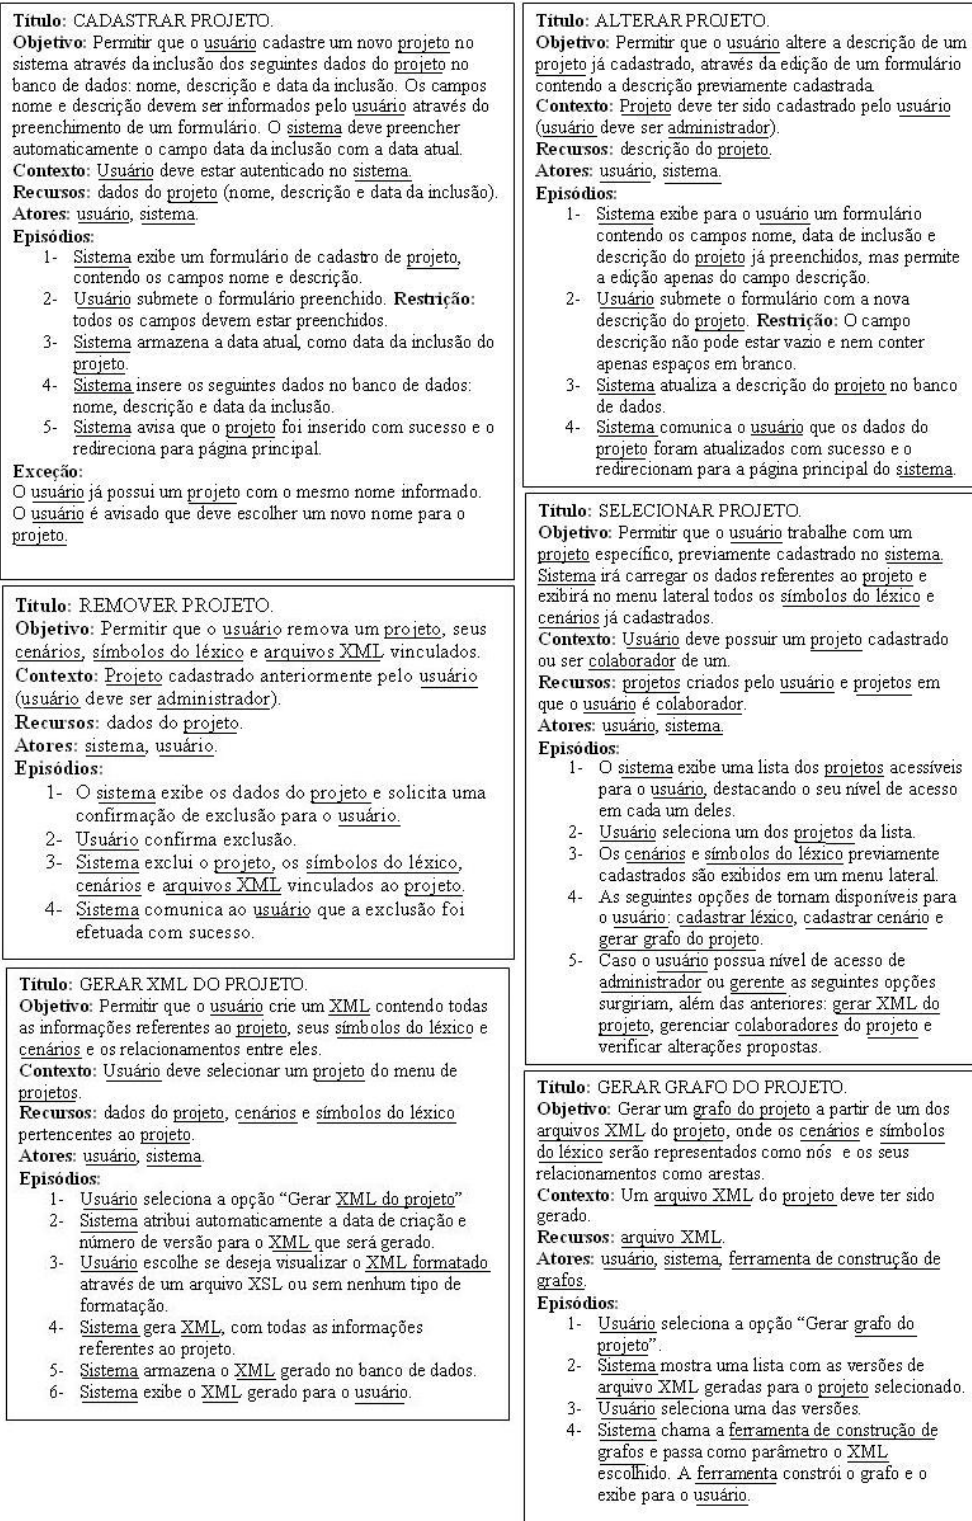 Título: CADASTRAR PROJETO.
Objetivo: Permitir que o usuário cadastre um novo projeto no
sistema através da inclusão dos seguintes dados do projeto no
banco de dados: nome, descrição e data da inclusão. Os campos
nome e descrição devem ser informados pelo usuário através do
preenchimento de um formulário. O sistema deve preencher
automaticamente o campo data da inclusão com a data atual.
Contexto: Usuário deve estar autenticado no sistema.
Recursos: dados do projeto (nome, descrição e data da inclusão).
Atores: usuário, sistema.
Episódios:
1- Sistema exibe um formulário de cadastro de projeto,
contendo os campos nome e descrição.
2- Usuário submete o formulário preenchido. Restrição:
todos os campos devem estar preenchidos.
3- Sistema armazena a data atual, como data da inclusão do
projeto.
4- Sistema insere os seguintes dados no banco de dados:
nome, descrição e data da inclusão.
5- Sistema avisa que o projeto foi inserido com sucesso e o
redireciona para página principal.
Exceção:
O usuário já possui um projeto com o mesmo nome informado.
O usuário é avisado que deve escolher um novo nome para o
projeto.
Título: REMOVER PROJETO.
Objetivo: Permitir que o usuário remova um projeto, seus
cenários, símbolos do léxico e arquivos XML vinculados.
Contexto: Projeto cadastrado anteriormente pelo usuário
(usuário deve ser administrador).
Recursos: dados do projeto.
Atores: sistema, usuário.
Episódios:
1- O sistema exibe os dados do projeto e solicita uma
confirmação de exclusão para o usuário.
2- Usuário confirma exclusão.
3- Sistema exclui o projeto, os símbolos do léxico,
cenários e arquivos XML vinculados ao projeto.
4- Sistema comunica ao usuário que a exclusão foi
efetuada com sucesso.
Título: GERAR XML DO PROJETO.
Objetivo: Permitir que o usuário crie um XML contendo todas
as informações referentes ao projeto, seus símbolos do léxico e
cenários e os relacionamentos entre eles.
Contexto: Usuário deve selecionar um projeto do menu de
projetos.
Recursos: dados do projeto, cenários e símbolos do léxico
pertencentes ao projeto.
Atores: usuário, sistema.
Episódios:
1- Usuário seleciona a opção “Gerar XML do projeto”
2- Sistema atribui automaticamente a data de criação e
número de versão para o XML que será gerado.
3- Usuário escolhe se deseja visualizar o XML formatado
através de um arquivo XSL ou sem nenhum tipo de
formatação.
4- Sistema gera XML, com todas as informações
referentes ao projeto.
5- Sistema armazena o XML gerado no banco de dados.
6- Sistema exibe o XML gerado para o usuário.
Título: ALTERAR PROJETO.
Objetivo: Permitir que o usuário altere a descrição de um
projeto já cadastrado, através da edição de um formulário
contendo a descrição previamente cadastrada
Contexto: Projeto deve ter sido cadastrado pelo usuário
(usuário deve ser administrador).
Recursos: descrição do projeto.
Atores: usuário, sistema.
Episódios:
1- Sistema exibe para o usuário um formulário
contendo os campos nome, data de inclusão e
descrição do projeto já preenchidos, mas permite
a edição apenas do campo descrição.
2- Usuário submete o formulário com a nova
descrição do projeto. Restrição: O campo
descrição não pode estar vazio e nem conter
apenas espaços em branco.
3- Sistema atualiza a descrição do projeto no banco
de dados.
4- Sistema comunica o usuário que os dados do
projeto foram atualizados com sucesso e o
redirecionam para a página principal do sistema.
Título: SELECIONAR PROJETO.
Objetivo: Permitir que o usuário trabalhe com um
projeto específico, previamente cadastrado no sistema.
Sistema irá carregar os dados referentes ao projeto e
exibirá no menu lateral todos os símbolos do léxico e
cenários já cadastrados.
Contexto: Usuário deve possuir um projeto cadastrado
ou ser colaborador de um.
Recursos: projetos criados pelo usuário e projetos em
que o usuário é colaborador.
Atores: usuário, sistema.
Episódios:
1- O sistema exibe uma lista dos projetos acessíveis
para o usuário, destacando o seu nível de acesso
em cada um deles.
2- Usuário seleciona um dos projetos da lista.
3- Os cenários e símbolos do léxico previamente
cadastrados são exibidos em um menu lateral.
4- As seguintes opções de tornam disponíveis para
o usuário: cadastrar léxico, cadastrar cenário e
gerar grafo do projeto.
5- Caso o usuário possua nível de acesso de
administrador ou gerente as seguintes opções
surgiriam, além das anteriores: gerar XML do
projeto, gerenciar colaboradores do projeto e
verificar alterações propostas.
Título: GERAR GRAFO DO PROJETO.
Objetivo: Gerar um grafo do projeto a partir de um dos
arquivos XML do projeto, onde os cenários e símbolos
do léxico serão representados como nós e os seus
relacionamentos como arestas.
Contexto: Um arquivo XML do projeto deve ter sido
gerado.
Recursos: arquivo XML.
Atores: usuário, sistema, ferramenta de construção de
grafos.
Episódios:
1- Usuário seleciona a opção “Gerar grafo do
projeto”.
2- Sistema mostra uma lista com as versões de
arquivo XML geradas para o projeto selecionado.
3- Usuário seleciona uma das versões.
4- Sistema chama a ferramenta de construção de
grafos e passa como parâmetro o XML
escolhido. A ferramenta constrói o grafo e o
exibe para o usuário.